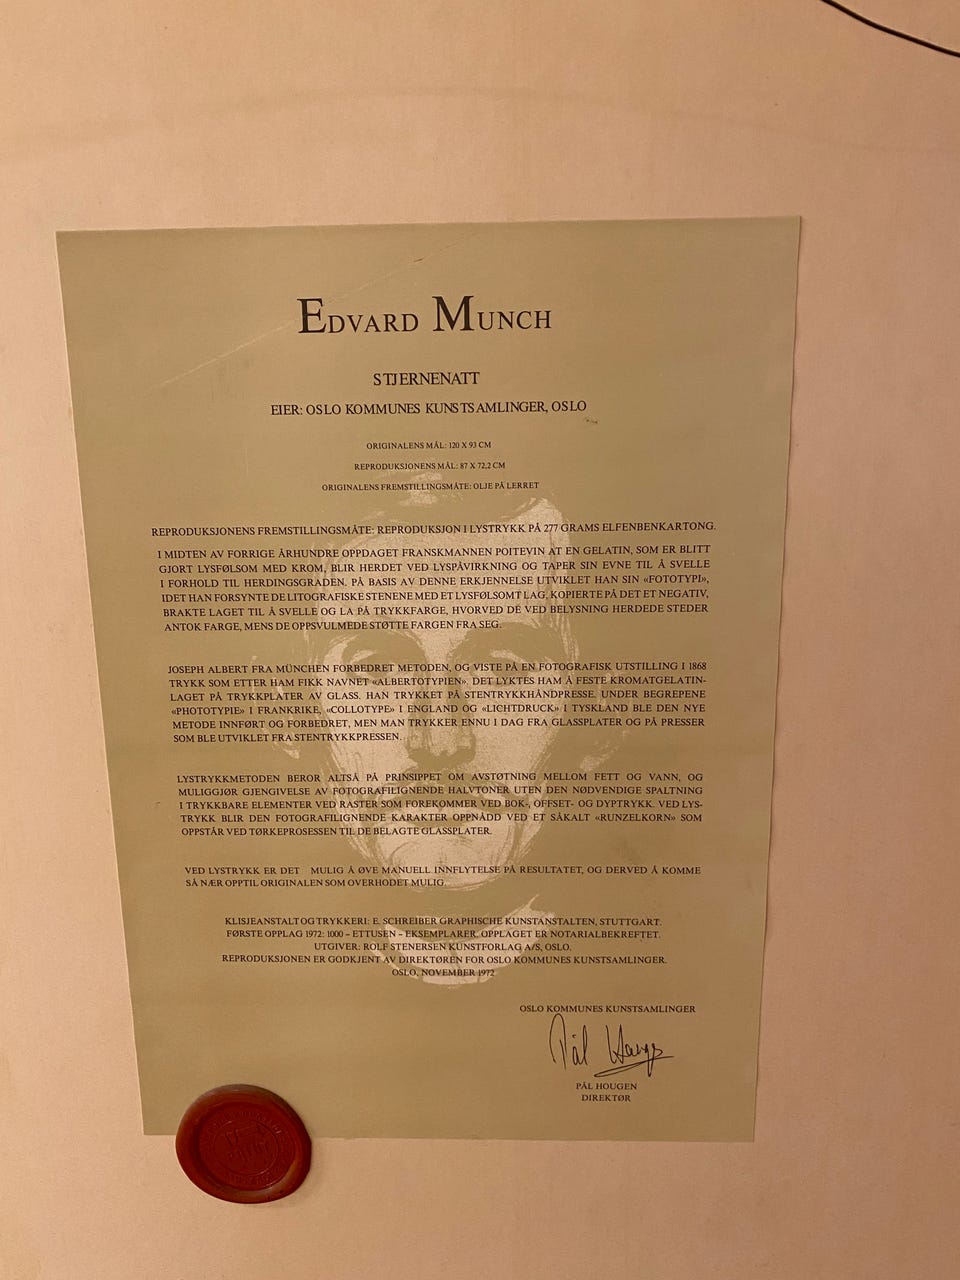 EDVARD MUNCH
STJERNENATT
EIER: OSLO KOMMUNES KUNSTSAMLINGER, OSLO
ORIGINALENS MÅL: 120 X 93 CM
REPRODUKSJONENS MÅL: 87 X 72,2 CM
ORIGINALENS FREMSTILLINGSMÅTE: OLJE PÅ LERRET
REPRODUKSJONENS FREMSTILLINGSMÅTE: REPRODUKSJON I LYSTRYKK PÅ 277 GRAMS ELFENBENKARTONG.
I MIDTEN AV FORRIGE ÅRHUNDRE OPPDAGET FRANSKMANNEN POITEVIN AT EN GELATIN, SOM ER BLITT
GJORT LYSFØLSOM MED KROM, BLIR HERDET VED LYSPÅVIRKNING OG TAPER SIN EVNE TIL Å SVELLE
I FORHOLD TIL HERDINGSGRADEN. PÅ BASIS AV DENNE ERKJENNELSE UTVIKLET HAN SIN «FOTOTYPI»,
IDET HAN FORSYNTE DE LITOGRAFISKE STENENE MED ET LYSFØLSOMT LAG, KOPIERTE PÅ DET ET NEGATIV,
BRAKTE LAGET TIL Å SVELLE OG LA PÅ TRYKKFARGE, HVORVED DE VED BELYSNING HERDEDE STEDER
ANTOK FARGE, MENS DE OPPSVULMEDE STØTTE FARGEN FRA SEG.
JOSEPH ALBERT FRA MÜNCHEN FORBEDRET METODEN, OG VISTE PÅ EN FOTOGRAFISK UTSTILLING I 1868
TRYKK SOM ETTER HAM FIKK NAVNET «ALBERTOTYPIEN». DET LYKTES HAM Å FESTE KROMATGELATIN-
LAGET PÅ TRYKKPLATER AV GLASS. HAN TRYKKET PÅ STENTRYKKHÅNDPRESSE. UNDER BEGREPENE
«PHOTOTYPIE» I FRANKRIKE, «COLLOTYPE» I ENGLAND OG «LICHTDRUCK» I TYSKLAND BLE DEN NYE
METODE INNFØRT OG FORBEDRET, MEN MAN TRYKKER ENNU I DAG FRA GLASSPLATER OG PÅ PRESSER
SOM BLE UTVIKLET FRA STENTRYKKPRESSEN.
LYSTRYKKMETODEN BEROR ALTSÅ PÅ PRINSIPPET OM AVSTØTNING MELLOM FETT OG VANN, OG
MULIGGJØR GJENGIVELSE AV FOTOGRAFILIGNENDE HALVTONER UTEN DEN NØDVENDIGE SPALTNING
I TRYKKBARE ELEMENTER VED RASTER SOM FOREKOMMER VED BOK-, OFFSET- OG DYPTRYKK. VED LYS-
TRYKK BLIR DEN FOTOGRAFILIGNENDE KARAKTER OPPNÅDD VED ET SÅKALT «RUNZELKORN» SOM
OPPSTÅR VED TØRKEPROSESSEN TIL DE BELAGTE GLASSPLATER.
VED LYSTRYKK ER DET MULIG Å ØVE MANUELL INNFLYTELSE PÅ RESULTATET, OG DERVED Å KOMME
SÅ NÆR OPPTIL ORIGINALEN SOM OVERHODET MULIG.
KLISJEANSTALT OG TRYKKERI: E. SCHREIBER GRAPHISCHE KUNSTANSTALTEN, STUTTGART.
FØRSTE OPPLAG 1972: 1000 – ETTUSEN – EKSEMPLARER. OPPLAGET ER NOTARIALBEKREFTET.
UTGIVER: ROLF STENERSEN KUNSTFORLAG A/S, OSLO.
REPRODUKSJONEN ER GODKJENT AV DIREKTØREN FOR OSLO KOMMUNES KUNSTSAMLINGER.
OSLO, NOVEMBER 1972
OSLO KOMMUNES KUNSTSAMLINGER
Pål Hougen
PÅL HOUGEN
DIREKTØR